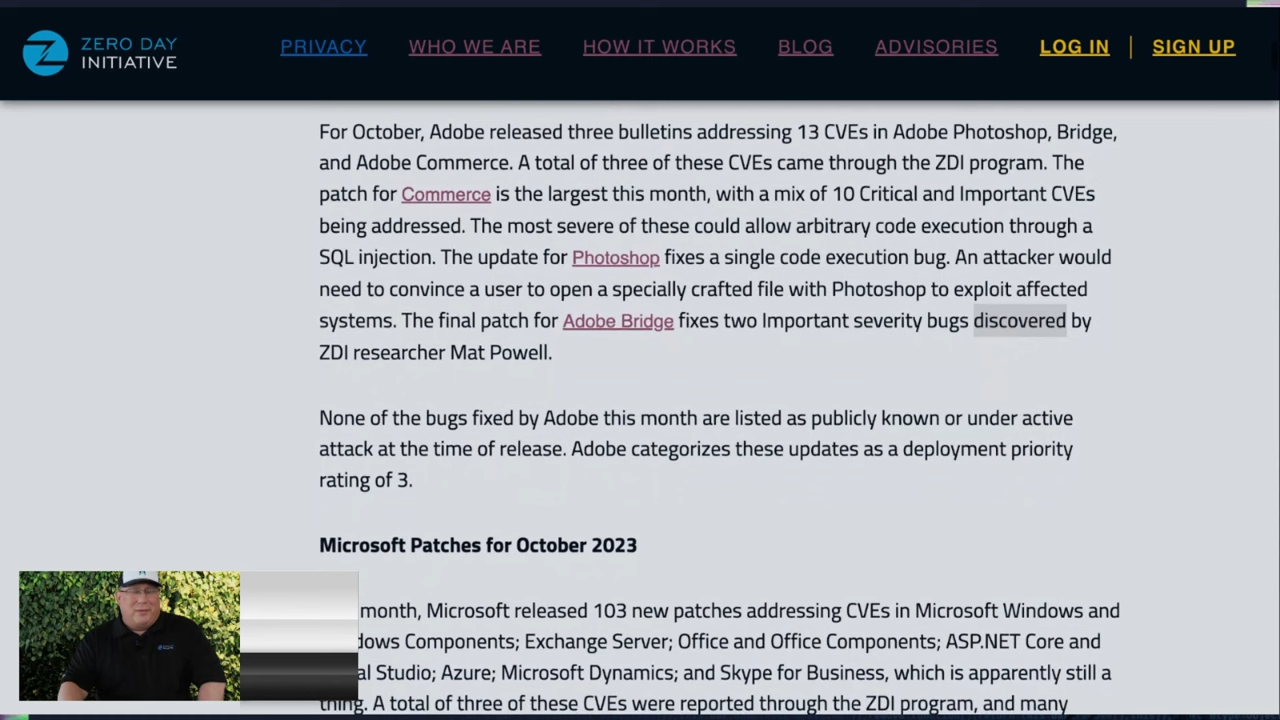 ZERO DAY
INITIATIVE
PRIVACY WHO WE ARE HOW IT WORKS BLOG ADVISORIES LOG IN | SIGN UP
For October, Adobe released three bulletins addressing 13 CVEs in Adobe Photoshop, Bridge,
and Adobe Commerce. A total of three of these CVEs came through the ZDI program. The
patch for Commerce is the largest this month, with a mix of 10 Critical and Important CVEs
being addressed. The most severe of these could allow arbitrary code execution through a
SQL injection. The update for Photoshop fixes a single code execution bug. An attacker would
need to convince a user to open a specially crafted file with Photoshop to exploit affected
systems. The final patch for Adobe Bridge fixes two Important severity bugs discovered by
ZDI researcher Mat Powell.
None of the bugs fixed by Adobe this month are listed as publicly known or under active
attack at the time of release. Adobe categorizes these updates as a deployment priority
rating of 3.
Microsoft Patches for October 2023
month, Microsoft released 103 new patches addressing CVEs in Microsoft Windows and
dows Components; Exchange Server; Office and Office Components; ASP.NET Core and
al Studio; Azure; Microsoft Dynamics; and Skype for Business, which is apparently still a
thing. A total of three of these CVEs were reported through the ZDI program, and many